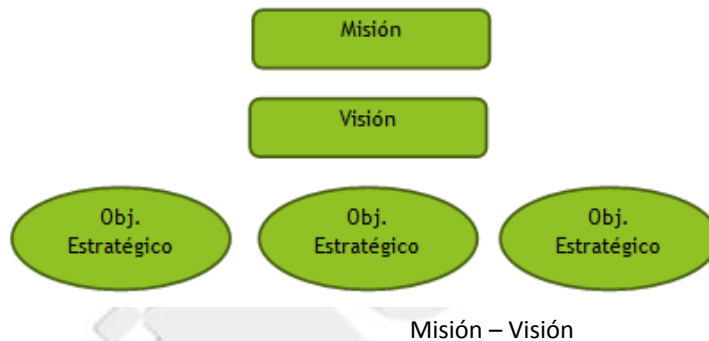 Misión
Visión
Obj.
Estratégico
Obj.
Estratégico
Obj.
Estratégico
Misión – Visión